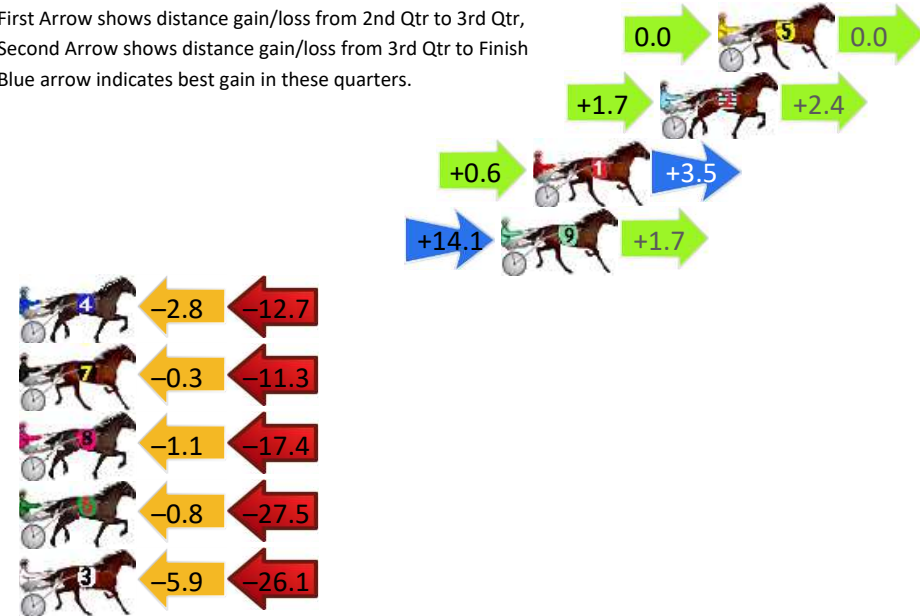 First Arrow shows distance gain/loss from 2nd Qtr to 3rd Qtr,
Second Arrow shows distance gain/loss from 3rd Qtr to Finish
Blue arrow indicates best gain in these quarters.
0.0 5 0.0
+1.7 2 +2.4
+0.6 1 +3.5
+14.1 9 +1.7
4 –2.8 –12.7
7 –0.3 –11.3
8 –1.1 –17.4
6 –0.8 –27.5
3 –5.9 –26.1